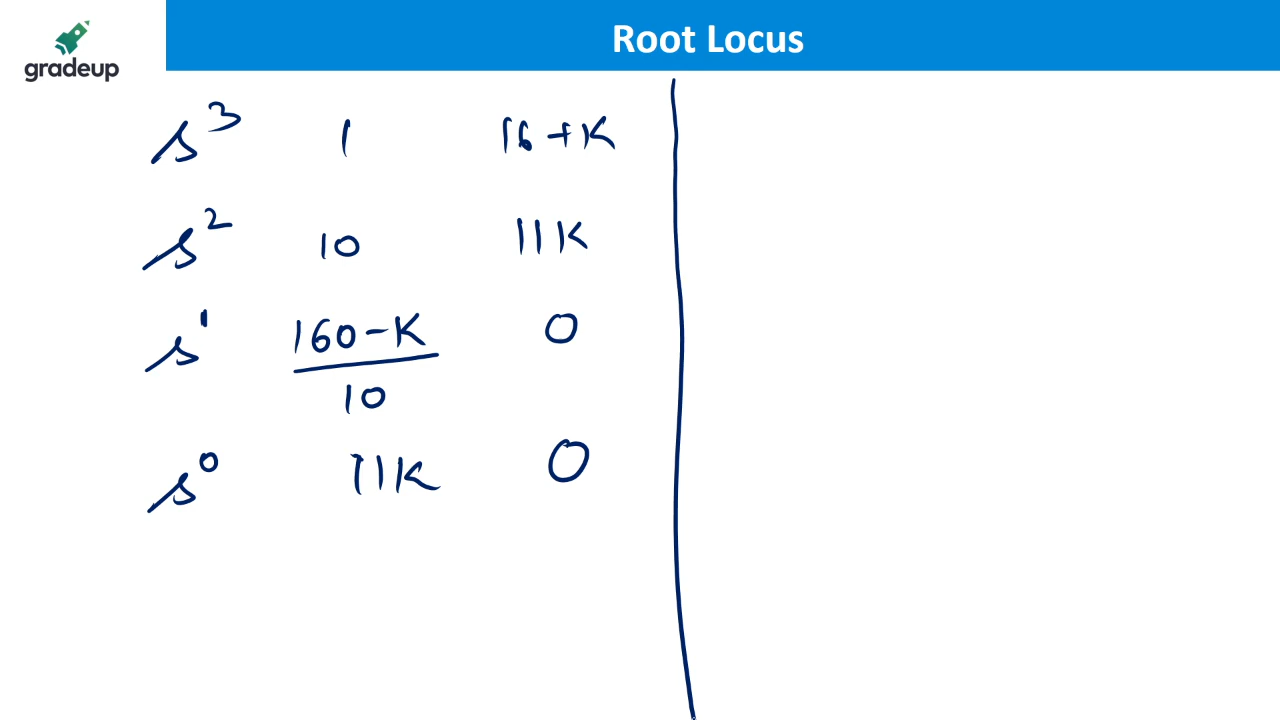 gradeup
Root Locus
s³ 1 16+K
s² 10 11K
s¹ 160-K 0
10
s⁰ 11K 0